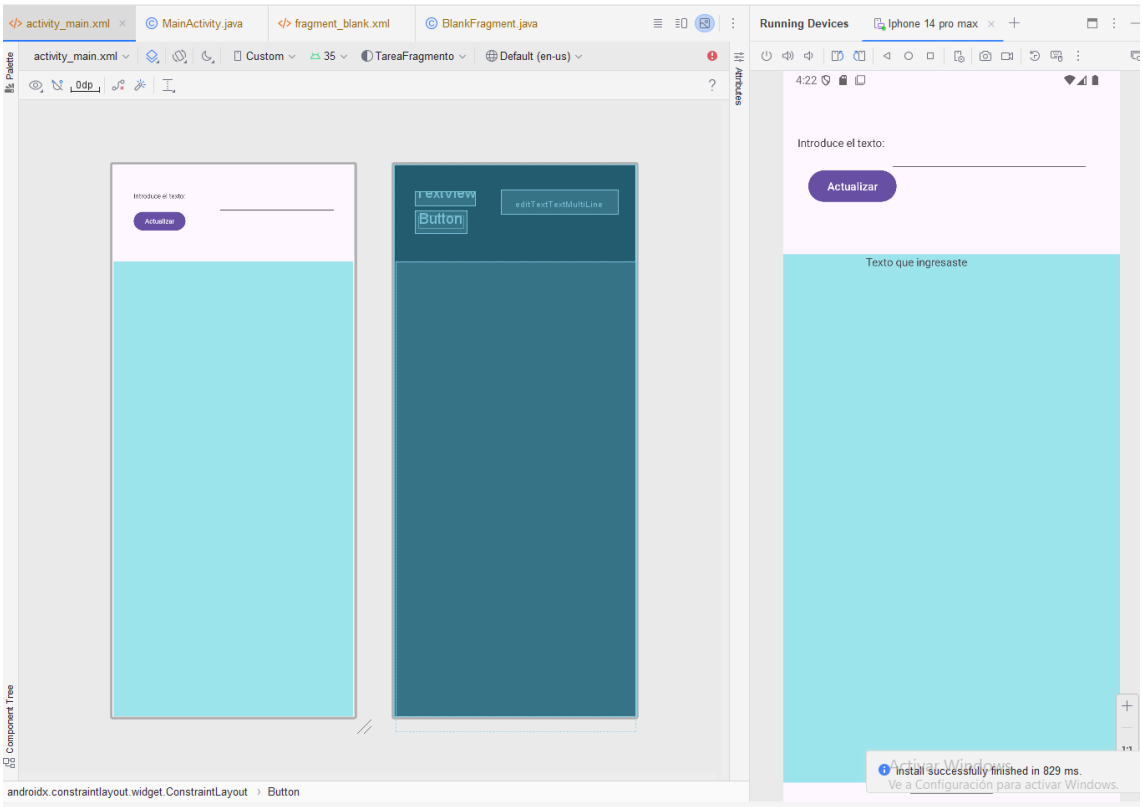 activity_main.xml
MainActivity.java
fragment_blank.xml
BlankFragment.java
Running Devices
Iphone 14 pro max
Palette
activity_main.xml
Custom
35
TareaFragmento
Default (en-us)
Attributes
0dp
?
4:22
Introduce el texto:
Actualizar
TextView
editTextTextMultiLine
Button
Introduce el texto:
Actualizar
Texto que ingresaste
Component Tree
1:1
Activar Windows
Install successfully finished in 829 ms.
Ve a Configuración para activar Windows.
androidx.constraintlayout.widget.ConstraintLayout > Button